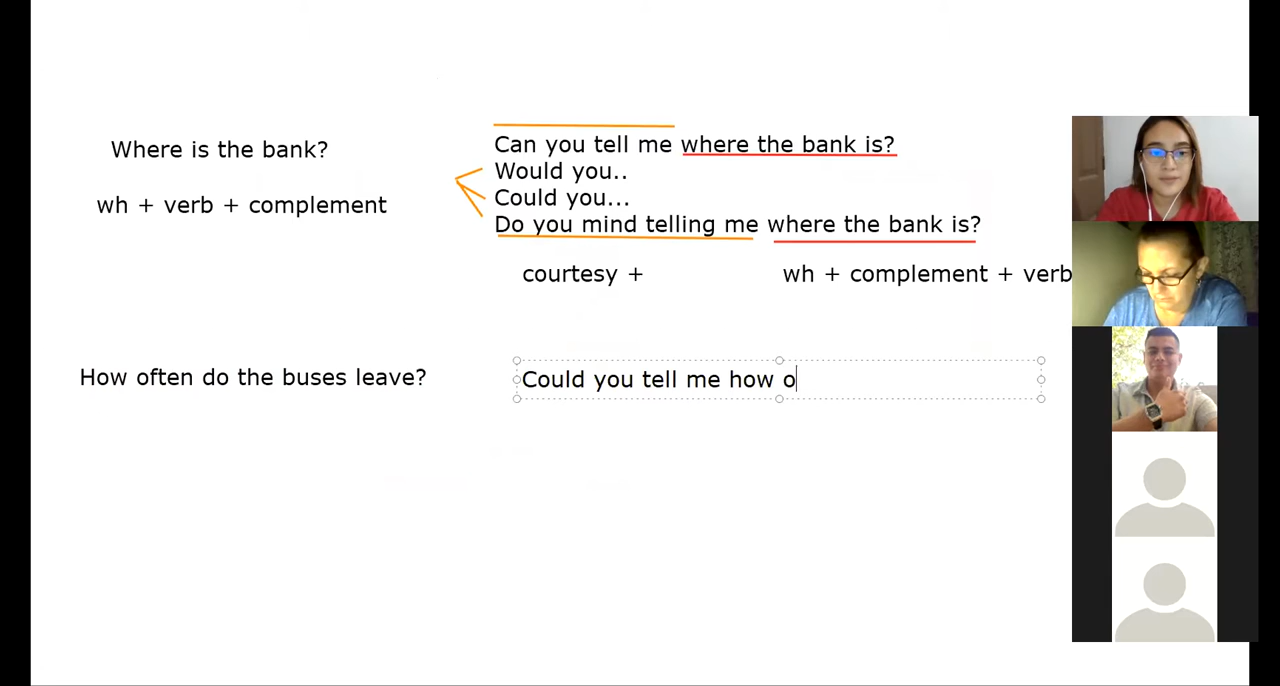 Where is the bank?
wh + verb + complement
Can you tell me where the bank is?
Would you..
Could you...
Do you mind telling me where the bank is?
courtesy + wh + complement + verb
How often do the buses leave?
Could you tell me how o